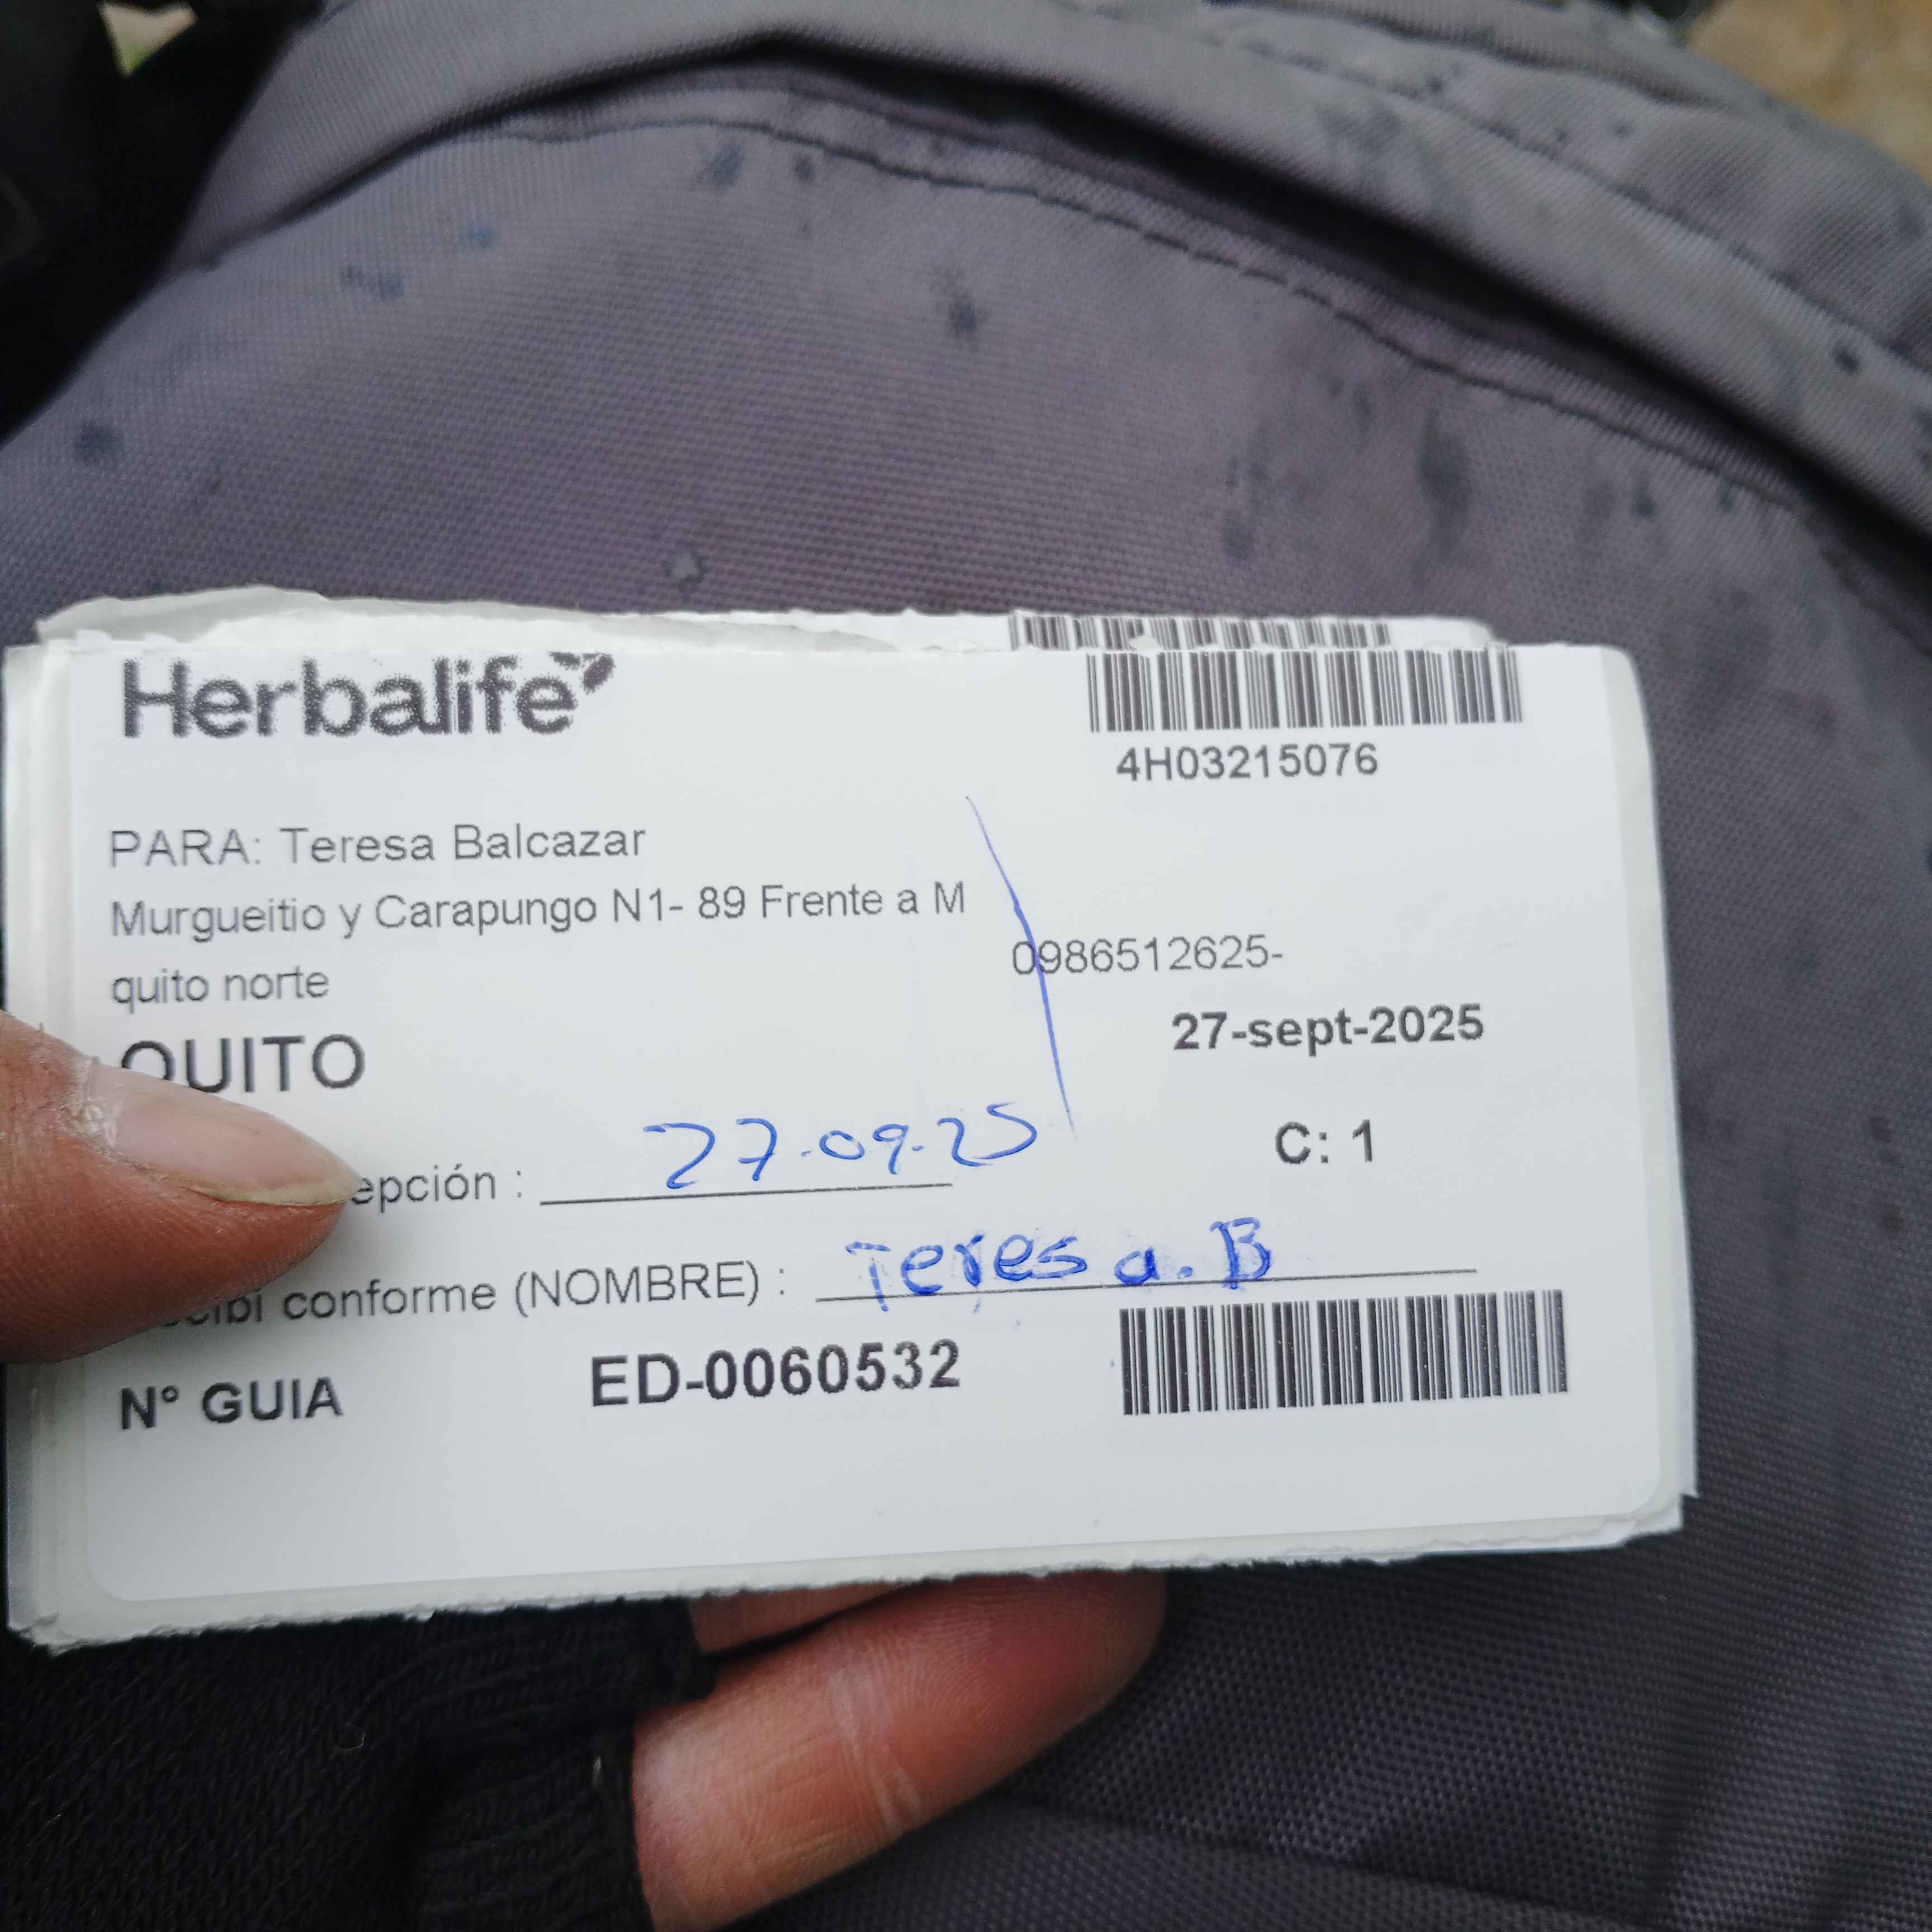 Herbalife
4H03215076
PARA: Teresa Balcazar
Murgueitio y Carapungo N1- 89 Frente a M
0986512625-
quito norte
27-sept-2025
QUITO
C: 1
epción : 27-09-25
cibí conforme (NOMBRE) : Teresa. B
N° GUIA ED-0060532